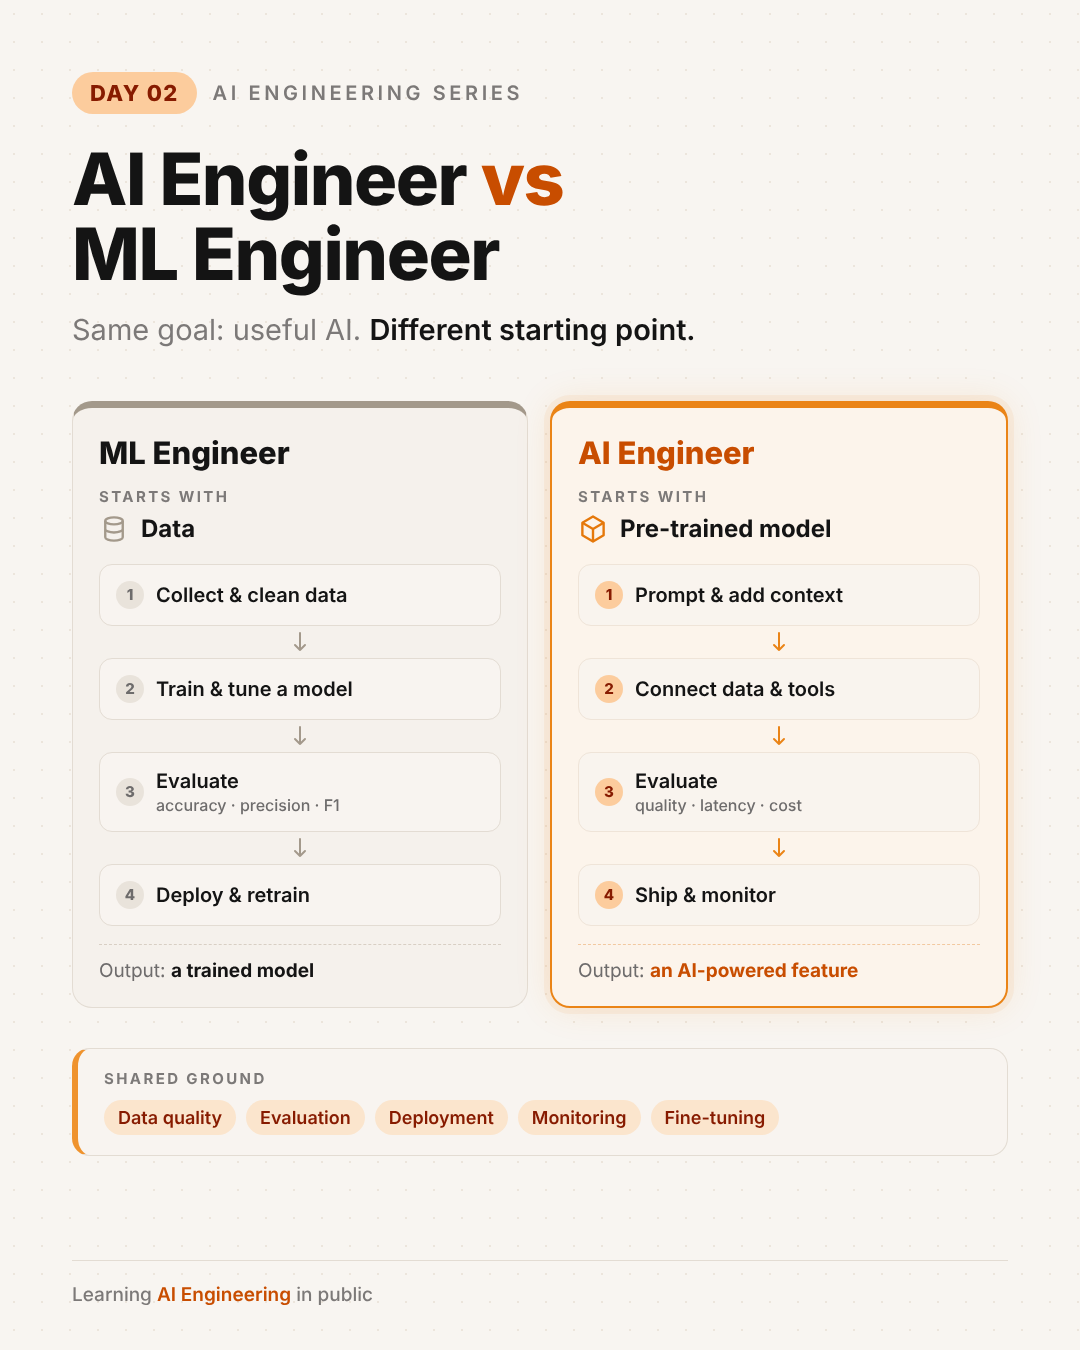 DAY 02 AI ENGINEERING SERIES
AI Engineer vs
ML Engineer
Same goal: useful AI. Different starting point.
ML Engineer
STARTS WITH
Data
1 Collect & clean data
↓
2 Train & tune a model
↓
3 Evaluate
accuracy · precision · F1
↓
4 Deploy & retrain
Output: a trained model
AI Engineer
STARTS WITH
Pre-trained model
1 Prompt & add context
↓
2 Connect data & tools
↓
3 Evaluate
quality · latency · cost
↓
4 Ship & monitor
Output: an AI-powered feature
SHARED GROUND
Data quality Evaluation Deployment Monitoring Fine-tuning
Learning AI Engineering in public